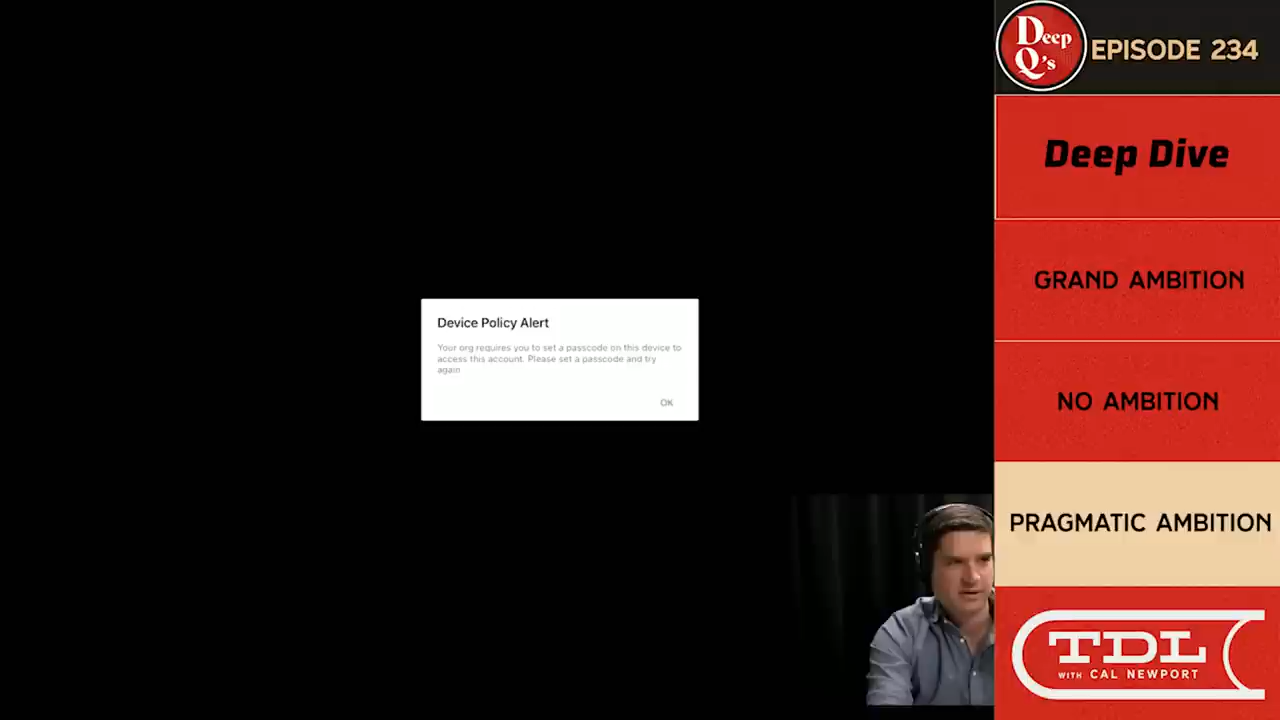 Device Policy Alert
Your org requires you to set a passcode on this device to
access this account. Please set a passcode and try
again
OK
Deep
Q's
EPISODE 234
Deep Dive
GRAND AMBITION
NO AMBITION
PRAGMATIC AMBITION
TDL
WITH CAL NEWPORT